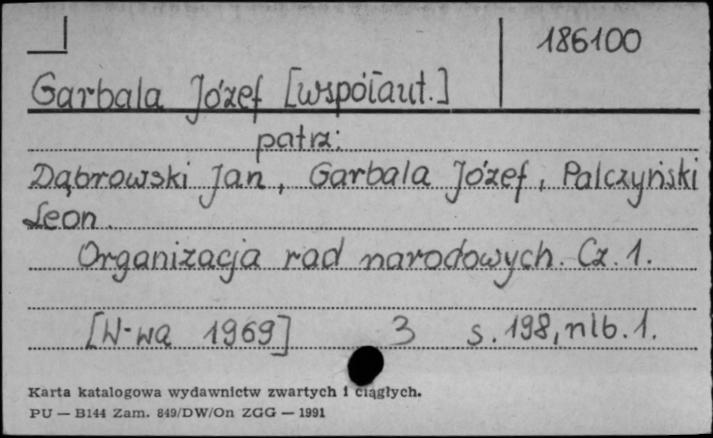 186100
Garbala Józef [współaut.]
patrz:
Dąbrowski Jan, Garbala Józef, Palczyński
Leon.
Organizacja rad narodowych. Cz. 1.
[W-wa 1969] 3 s. 198, nlb. 1.
Karta katalogowa wydawnictw zwartych i ciągłych.
PU — B144 Zam. 849/DW/On ZGG — 1991